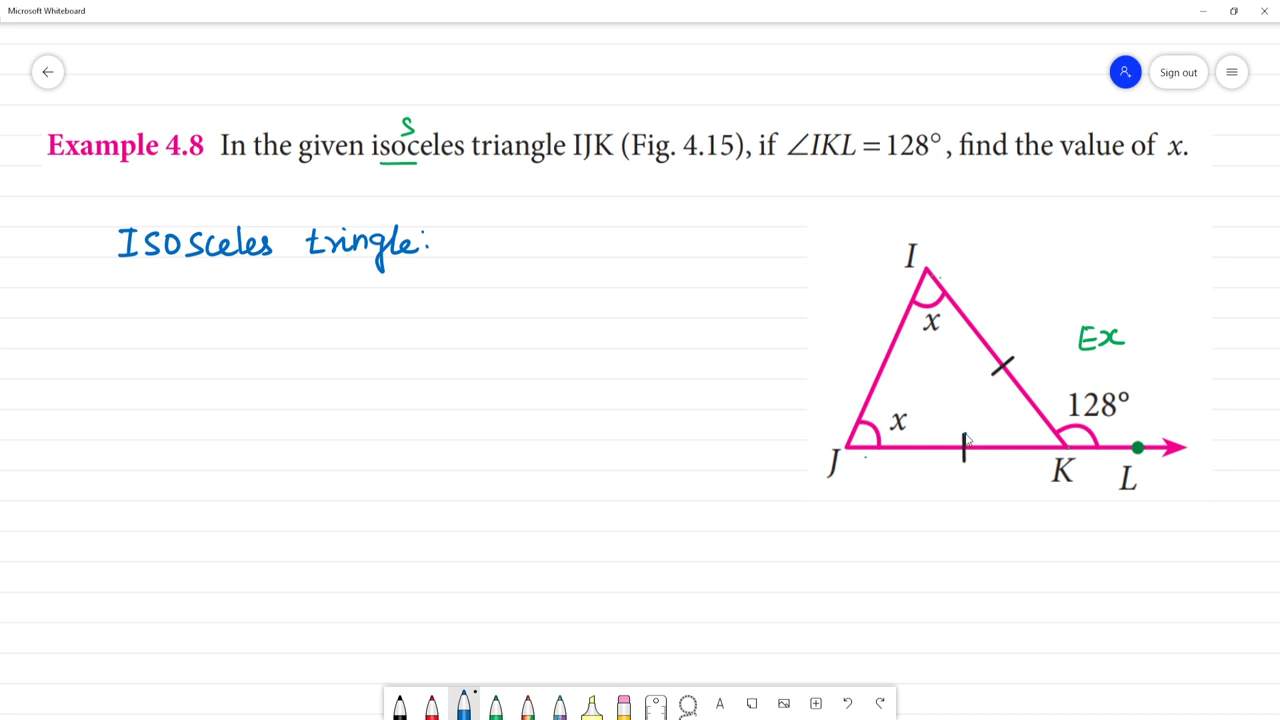 Microsoft Whiteboard
Sign out
S
Example 4.8 In the given isoceles triangle IJK (Fig. 4.15), if ∠IKL = 128°, find the value of x.
ISOSceles tringle:
I
x
Ex
128°
x
J
K
L
A